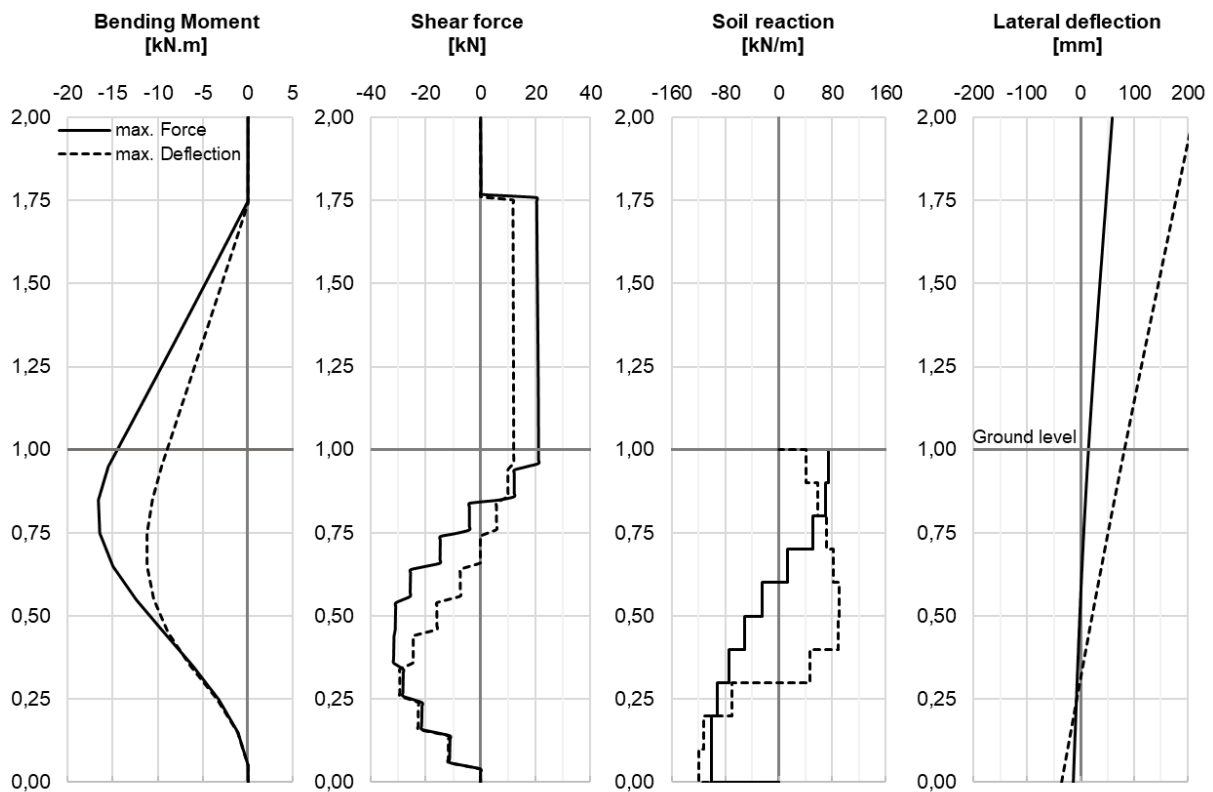 Bending Moment
[kN.m]
-20 -15 -10 -5 0 5
2,00
1,75
1,50
1,25
1,00
0,75
0,50
0,25
0,00
max. Force
max. Deflection
Shear force
[kN]
-40 -20 0 20 40
2,00
1,75
1,50
1,25
1,00
0,75
0,50
0,25
0,00
Soil reaction
[kN/m]
-160 -80 0 80 160
2,00
1,75
1,50
1,25
1,00
0,75
0,50
0,25
0,00
Lateral deflection
[mm]
-200 -100 0 100 200
2,00
1,75
1,50
1,25
1,00
0,75
0,50
0,25
0,00
Ground level